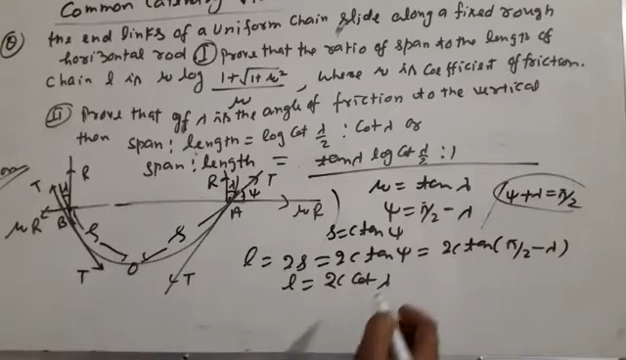 Common Catenary
the end links of a uniform chain slide along a fixed rough
horizontal rod (I) prove that the ratio of span to the length of
chain l is μ log (1+√(1+μ²))/μ, where μ is coefficient of friction.
(II) Prove that if λ is the angle of friction to the vertical
then span : length = log cot λ/2 : cot λ or
span : length = tan λ log cot λ/2 : 1
R
T
R
λ
T
ψ
μR
B
A
μR
s
s
T
O
T
μ = tan λ
ψ+λ=π/2
ψ = π/2 - λ
s = c tan ψ
l = 2s = 2c tan ψ = 2c tan(π/2 - λ)
l = 2c cot λ